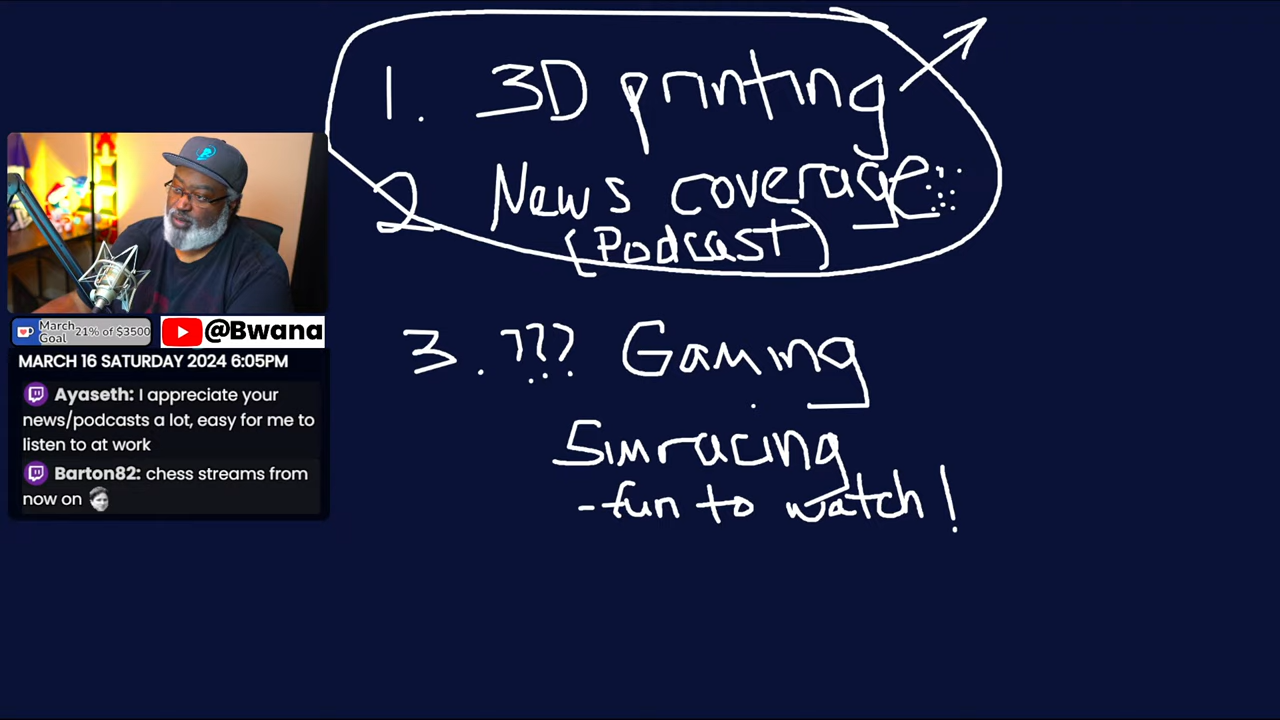 1. 3D printing
2 News coverage
(Podcast)
3. ??? Gaming
Simracing
-fun to watch!
March
Goal
21% of $3500
@Bwana
MARCH 16 SATURDAY 2024 6:05PM
Ayaseth: I appreciate your
news/podcasts a lot, easy for me to
listen to at work
Barton82: chess streams from
now on